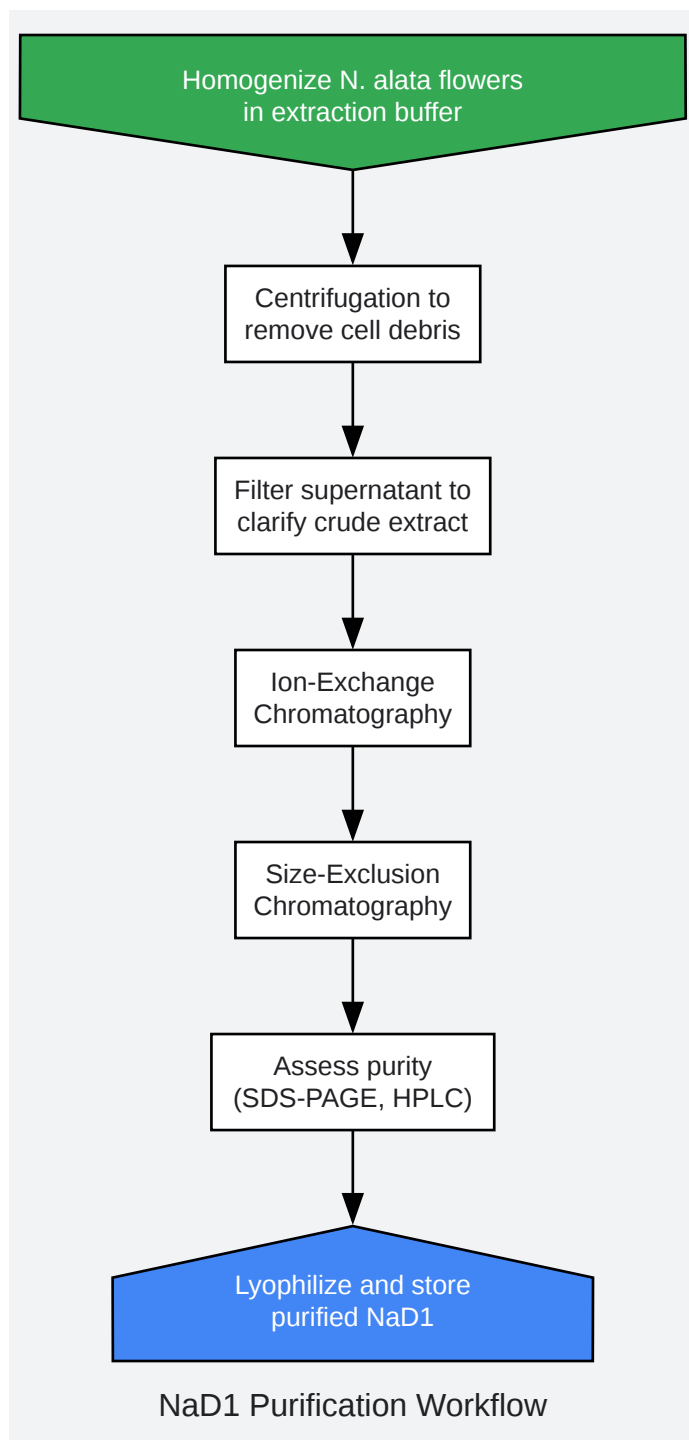 Homogenize N. alata flowers
in extraction buffer
Centrifugation to
remove cell debris
Filter supernatant to
clarify crude extract
Ion-Exchange
Chromatography
Size-Exclusion
Chromatography
Assess purity
(SDS-PAGE, HPLC)
Lyophilize and store
purified NaD1
NaD1 Purification Workflow